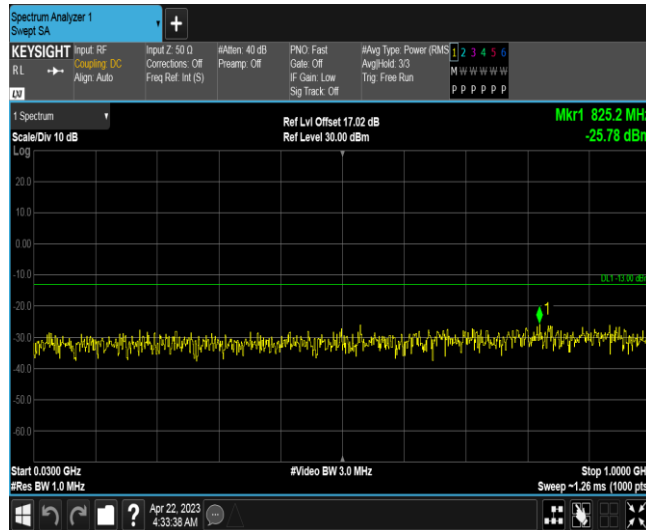 Spectrum Analyzer 1
Swept SA
+
KEYSIGHT
RL
LXI
Input: RF
Coupling: DC
Align: Auto
Input Z: 50 Ω
Corrections: Off
Freq Ref: Int (S)
#Atten: 40 dB
Preamp: Off
PNO: Fast
Gate: Off
IF Gain: Low
Sig Track: Off
#Avg Type: Power (RMS
Avg|Hold: 3/3
Trig: Free Run
1 2 3 4 5 6
M W W W W W
P P P P P P
1 Spectrum
Scale/Div 10 dB
Ref Lvl Offset 17.02 dB
Ref Level 30.00 dBm
Mkr1 825.2 MHz
-25.78 dBm
Log
20.0
10.0
0.00
-10.0
DL1 -13.00 dBm
-20.0
1
-30.0
-40.0
-50.0
-60.0
Start 0.0300 GHz
#Res BW 1.0 MHz
#Video BW 3.0 MHz
Stop 1.0000 GH
Sweep ~1.26 ms (1000 pts
?
Apr 22, 2023
4:33:38 AM